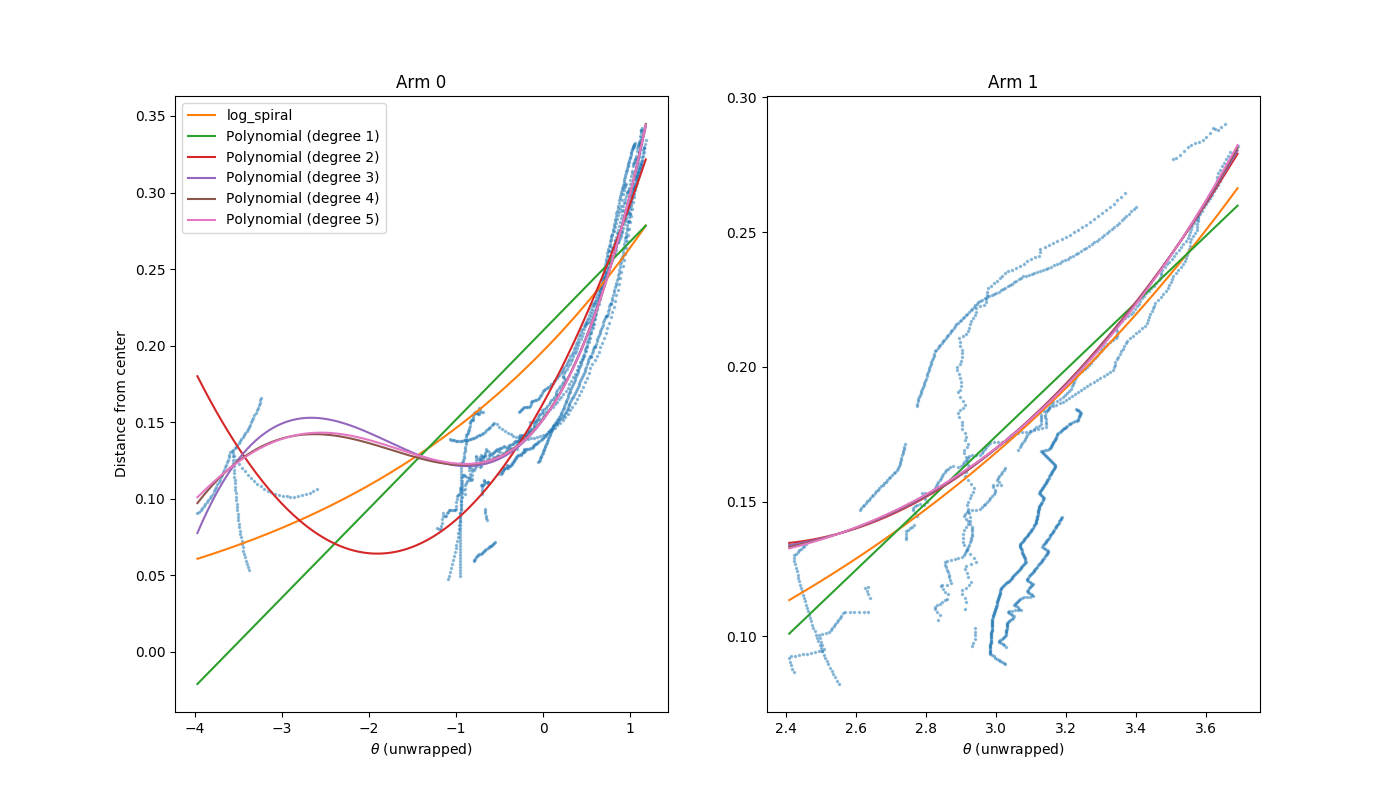 Arm 0
Arm 1
log_spiral
Polynomial (degree 1)
Polynomial (degree 2)
Polynomial (degree 3)
Polynomial (degree 4)
Polynomial (degree 5)
Distance from center
0.35
0.30
0.25
0.20
0.15
0.10
0.05
0.00
−4 −3 −2 −1 0 1
θ (unwrapped)
0.30
0.25
0.20
0.15
0.10
2.4 2.6 2.8 3.0 3.2 3.4 3.6
θ (unwrapped)